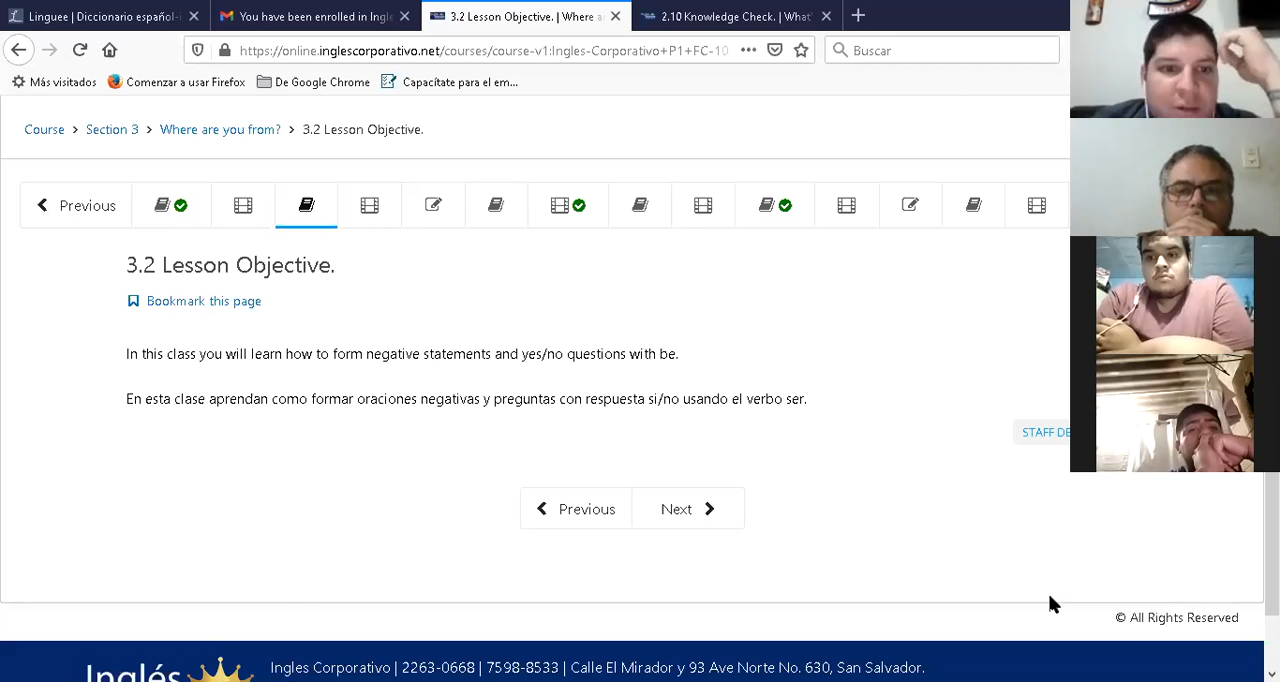 Linguee | Diccionario español-i
You have been enrolled in Ingl
3.2 Lesson Objective. | Where a
2.10 Knowledge Check. | What'
https://online.inglescorporativo.net/courses/course-v1:Ingles-Corporativo+P1+FC-10
Buscar
Más visitados
Comenzar a usar Firefox
De Google Chrome
Capacítate para el em...
Course > Section 3 > Where are you from? > 3.2 Lesson Objective.
Previous
3.2 Lesson Objective.
Bookmark this page
In this class you will learn how to form negative statements and yes/no questions with be.
En esta clase aprendan como formar oraciones negativas y preguntas con respuesta si/no usando el verbo ser.
STAFF DE
Previous
Next
© All Rights Reserved
Inglés
Ingles Corporativo | 2263-0668 | 7598-8533 | Calle El Mirador y 93 Ave Norte No. 630, San Salvador.